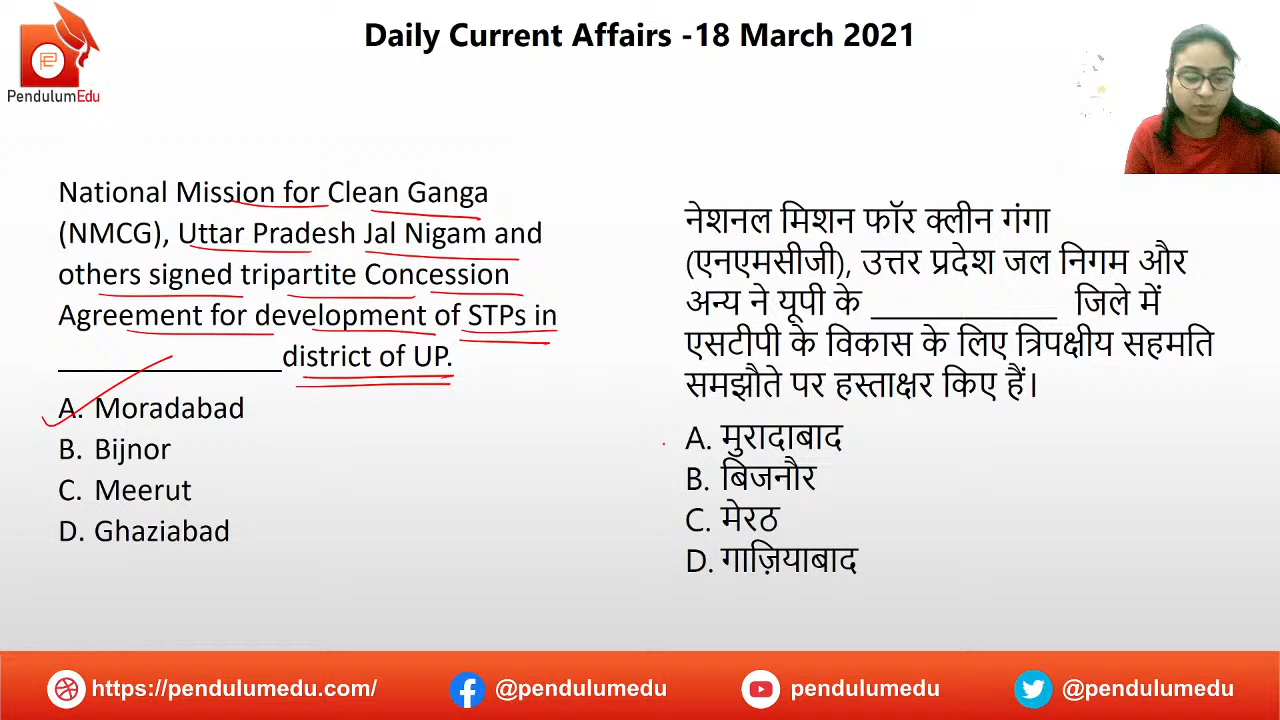 Daily Current Affairs -18 March 2021
PendulumEdu
National Mission for Clean Ganga
(NMCG), Uttar Pradesh Jal Nigam and
others signed tripartite Concession
Agreement for development of STPs in
_______________district of UP.
A. Moradabad
B. Bijnor
C. Meerut
D. Ghaziabad
नेशनल मिशन फॉर क्लीन गंगा
(एनएमसीजी), उत्तर प्रदेश जल निगम और
अन्य ने यूपी के ____________ जिले में
एसटीपी के विकास के लिए त्रिपक्षीय सहमति
समझौते पर हस्ताक्षर किए हैं।
A. मुरादाबाद
B. बिजनौर
C. मेरठ
D. गाज़ियाबाद
https://pendulumedu.com/
@pendulumedu
pendulumedu
@pendulumedu